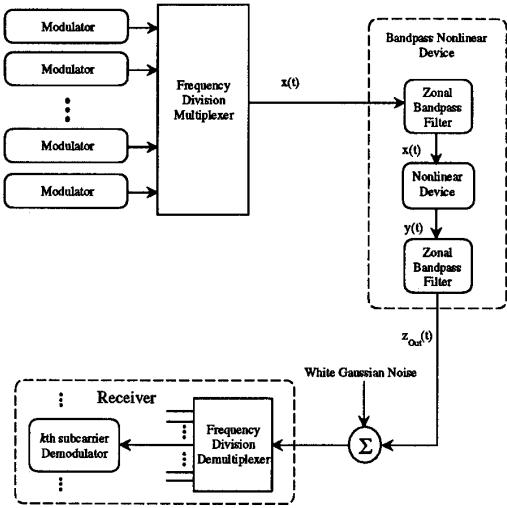 Modulator
Modulator
Modulator
Modulator
Frequency
Division
Multiplexer
x(t)
Bandpass Nonlinear
Device
Zonal
Bandpass
Filter
x(t)
Nonlinear
Device
y(t)
Zonal
Bandpass
Filter
z_Out(t)
White Gaussian Noise
Σ
Receiver
Frequency
Division
Demultiplexer
kth subcarrier
Demodulator